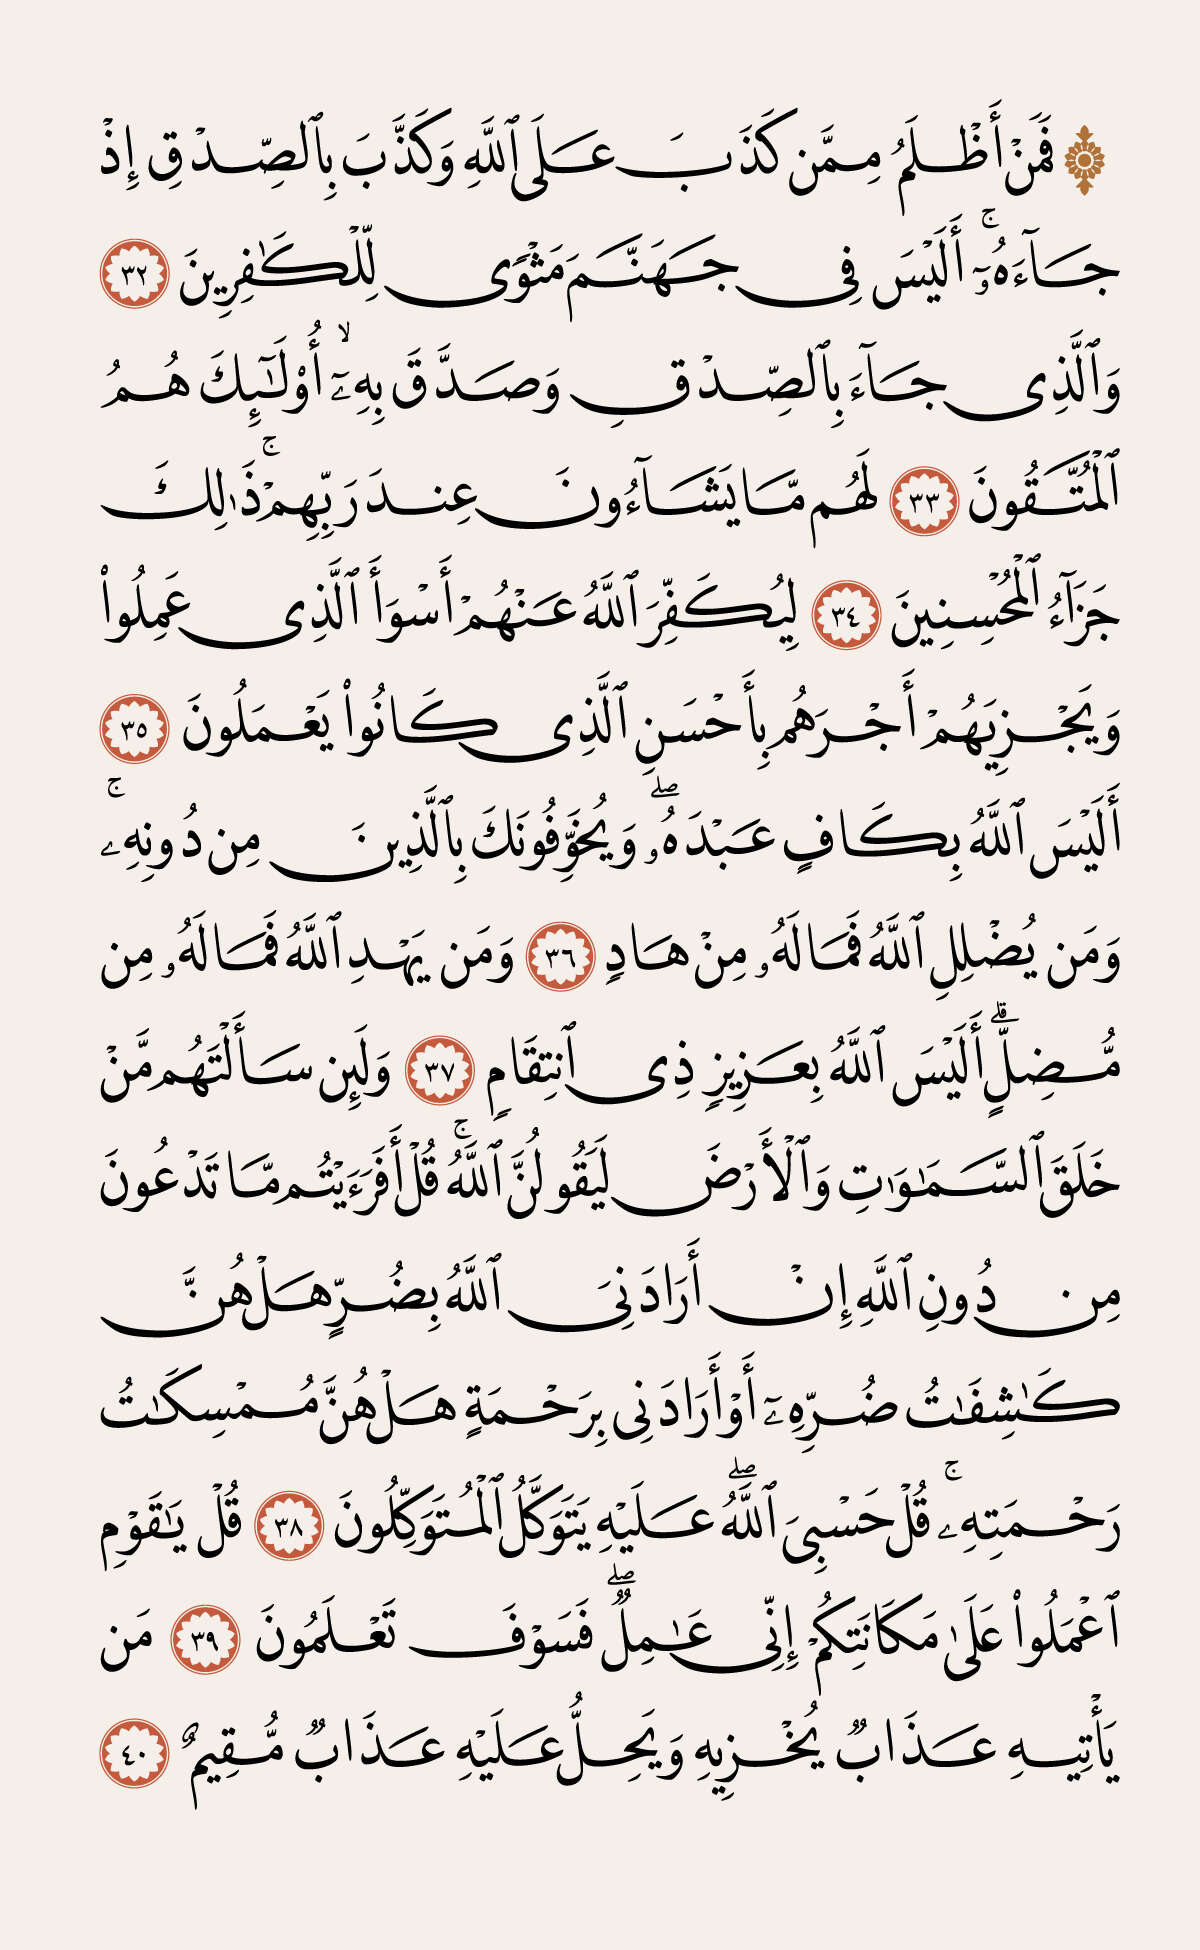 ۞ فَمَنْ أَظْلَمُ مِمَّن كَذَبَ عَلَى ٱللَّهِ وَكَذَّبَ بِٱلصِّدْقِ إِذْ
جَآءَهُۥٓۚ أَلَيْسَ فِى جَهَنَّمَ مَثْوًى لِّلْكَٰفِرِينَ ٣٢
وَٱلَّذِى جَآءَ بِٱلصِّدْقِ وَصَدَّقَ بِهِۦٓۙ أُو۟لَٰٓئِكَ هُمُ
ٱلْمُتَّقُونَ ٣٣ لَهُم مَّا يَشَآءُونَ عِندَ رَبِّهِمْۚ ذَٰلِكَ
جَزَآءُ ٱلْمُحْسِنِينَ ٣٤ لِيُكَفِّرَ ٱللَّهُ عَنْهُمْ أَسْوَأَ ٱلَّذِى عَمِلُوا۟
وَيَجْزِيَهُمْ أَجْرَهُم بِأَحْسَنِ ٱلَّذِى كَانُوا۟ يَعْمَلُونَ ٣٥
أَلَيْسَ ٱللَّهُ بِكَافٍ عَبْدَهُۥۖ وَيُخَوِّفُونَكَ بِٱلَّذِينَ مِن دُونِهِۦۚ
وَمَن يُضْلِلِ ٱللَّهُ فَمَا لَهُۥ مِنْ هَادٍ ٣٦ وَمَن يَهْدِ ٱللَّهُ فَمَا لَهُۥ مِن
مُّضِلٍّۗ أَلَيْسَ ٱللَّهُ بِعَزِيزٍ ذِى ٱنتِقَامٍ ٣٧ وَلَئِن سَأَلْتَهُم مَّنْ
خَلَقَ ٱلسَّمَٰوَٰتِ وَٱلْأَرْضَ لَيَقُولُنَّ ٱللَّهُۚ قُلْ أَفَرَءَيْتُم مَّا تَدْعُونَ
مِن دُونِ ٱللَّهِ إِنْ أَرَادَنِىَ ٱللَّهُ بِضُرٍّ هَلْ هُنَّ
كَٰشِفَٰتُ ضُرِّهِۦٓ أَوْ أَرَادَنِى بِرَحْمَةٍ هَلْ هُنَّ مُمْسِكَٰتُ
رَحْمَتِهِۦۚ قُلْ حَسْبِىَ ٱللَّهُۖ عَلَيْهِ يَتَوَكَّلُ ٱلْمُتَوَكِّلُونَ ٣٨ قُلْ يَٰقَوْمِ
ٱعْمَلُوا۟ عَلَىٰ مَكَانَتِكُمْ إِنِّى عَٰمِلٌۖ فَسَوْفَ تَعْلَمُونَ ٣٩ مَن
يَأْتِيهِ عَذَابٌ يُخْزِيهِ وَيَحِلُّ عَلَيْهِ عَذَابٌ مُّقِيمٌ ٤٠